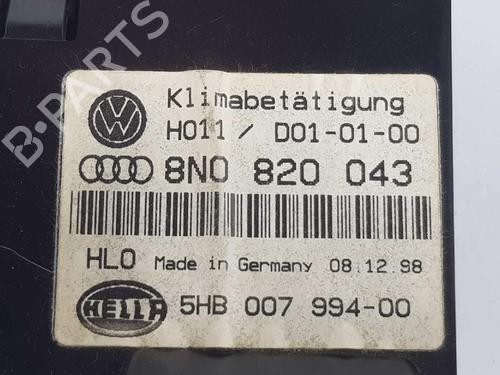 B-PARTS
Klimabetätigung
H011 / D01-01-00
8N0 820 043
HL0 Made in Germany 08.12.98
HELLA 5HB 007 994-00